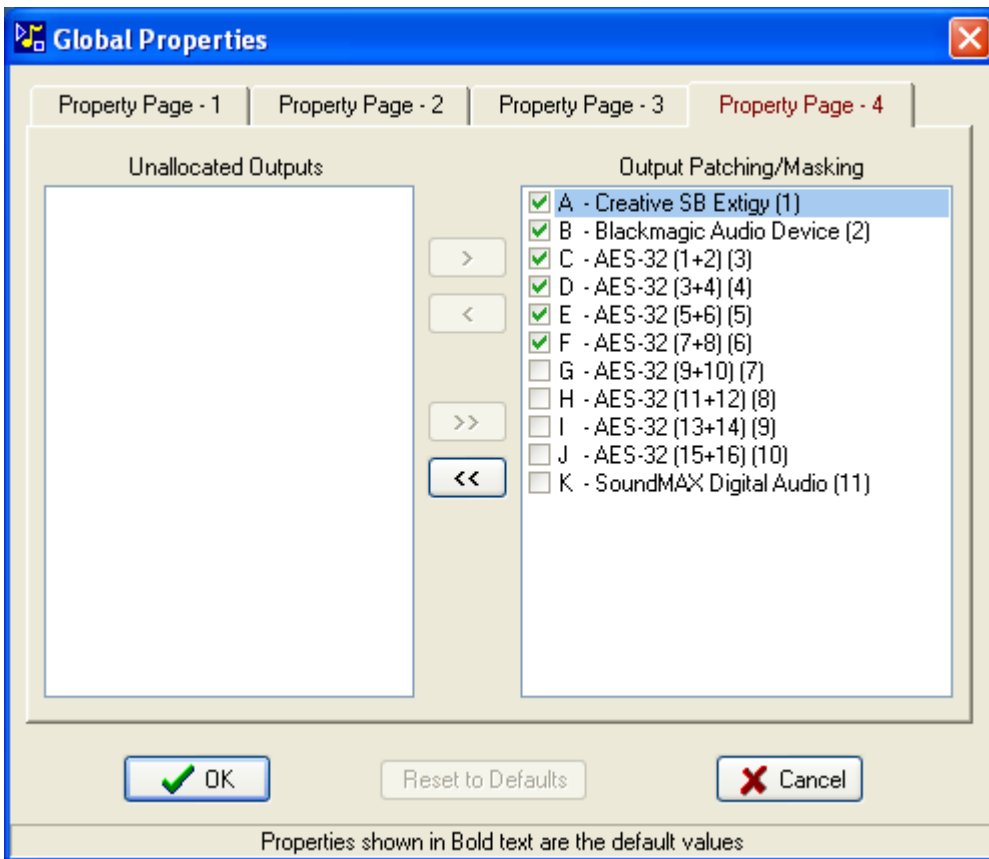 Global Properties
Property Page - 1
Property Page - 2
Property Page - 3
Property Page - 4
Unallocated Outputs
Output Patching/Masking
A - Creative SB Extigy (1)
B - Blackmagic Audio Device (2)
C - AES-32 (1+2) (3)
D - AES-32 (3+4) (4)
E - AES-32 (5+6) (5)
F - AES-32 (7+8) (6)
G - AES-32 (9+10) (7)
H - AES-32 (11+12) (8)
I - AES-32 (13+14) (9)
J - AES-32 (15+16) (10)
K - SoundMAX Digital Audio (11)
>
<
>>
<<
OK
Reset to Defaults
Cancel
Properties shown in Bold text are the default values